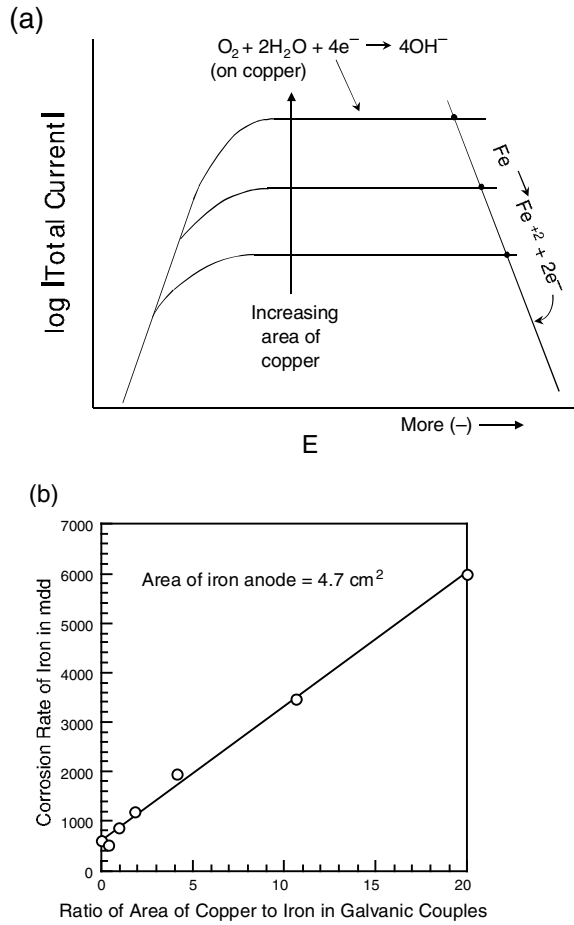 (a)
O₂ + 2H₂O + 4e⁻ → 4OH⁻
(on copper)
log |Total Current|
Fe → Fe⁺² + 2e⁻
Increasing
area of
copper
More (–) →
E
(b)
7000
6000
5000
4000
3000
2000
1000
0
Area of iron anode = 4.7 cm²
Corrosion Rate of Iron in mdd
0 5 10 15 20
Ratio of Area of Copper to Iron in Galvanic Couples